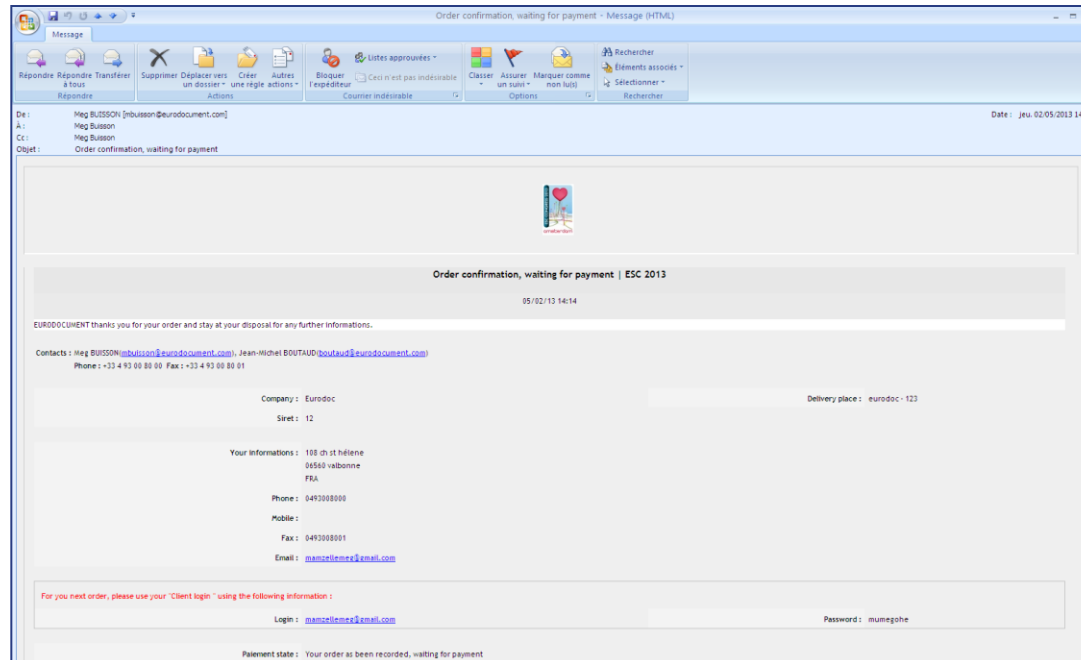 Order confirmation, waiting for payment - Message (HTML)
Message
Répondre Répondre à tous Transférer
Supprimer Déplacer vers un dossier Créer une règle Autres actions
Bloquer l'expéditeur Listes approuvées Ceci n'est pas indésirable
Classer Assurer un suivi Marquer comme non lu(s)
Rechercher
Éléments associés
Sélectionner
Répondre Actions Courrier indésirable Options Rechercher
De : Meg BUISSON [mbuisson@eurodocument.com] Date : jeu. 02/05/2013 14
À : Meg Buisson
Cc : Meg Buisson
Objet : Order confirmation, waiting for payment
amsterdam
Order confirmation, waiting for payment | ESC 2013
05/02/13 14:14
EURODOCUMENT thanks you for your order and stay at your disposal for any further informations.
Contacts : Meg BUISSON(mbuisson@eurodocument.com), Jean-Michel BOUTAUD(boutaud@eurodocument.com)
Phone : +33 4 93 00 80 00 Fax : +33 4 93 00 80 01
Company : Eurodoc Delivery place : eurodoc - 123
Siret : 12
Your informations : 108 ch st hélene
06560 valbonne
FRA
Phone : 0493008000
Mobile :
Fax : 0493008001
Email : mamzellemeg@gmail.com
For you next order, please use your "Client login " using the following information :
Login : mamzellemeg@gmail.com Password : mumegohe
Paiement state : Your order as been recorded, waiting for payment